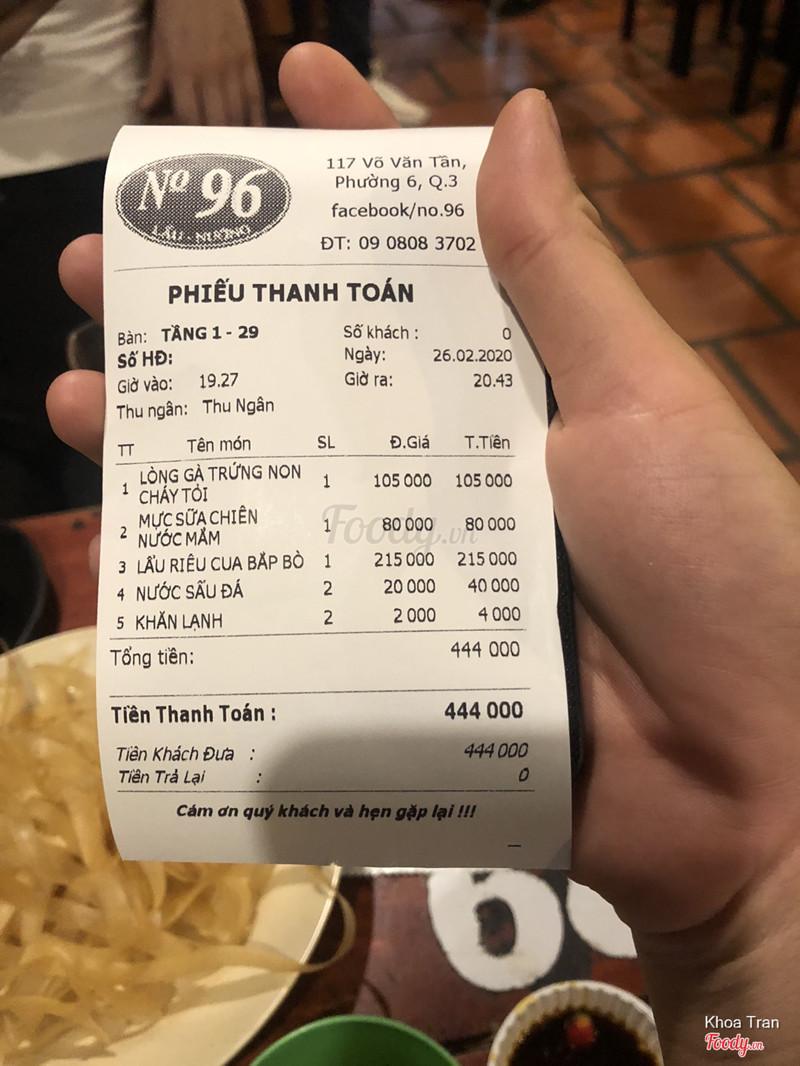 Nº 96
LẨU - NƯỚNG
117 Võ Văn Tần,
Phường 6, Q.3
facebook/no.96
ĐT: 09 0808 3702
PHIẾU THANH TOÁN
Bàn: TẦNG 1 - 29 Số khách : 0
Số HĐ: Ngày: 26.02.2020
Giờ vào: 19.27 Giờ ra: 20.43
Thu ngân: Thu Ngân
TT Tên món SL Đ.Giá T.Tiền
1 LÒNG GÀ TRỨNG NON CHÁY TỎI 1 105 000 105 000
2 MỰC SỮA CHIÊN NƯỚC MẮM 1 80 000 80 000
3 LẨU RIÊU CUA BẮP BÒ 1 215 000 215 000
4 NƯỚC SẤU ĐÁ 2 20 000 40 000
5 KHĂN LẠNH 2 2 000 4 000
Tổng tiền: 444 000
Tiền Thanh Toán : 444 000
Tiền Khách Đưa : 444 000
Tiền Trả Lại : 0
Cám ơn quý khách và hẹn gặp lại !!!
Foody.vn
Khoa Tran
Foody.vn